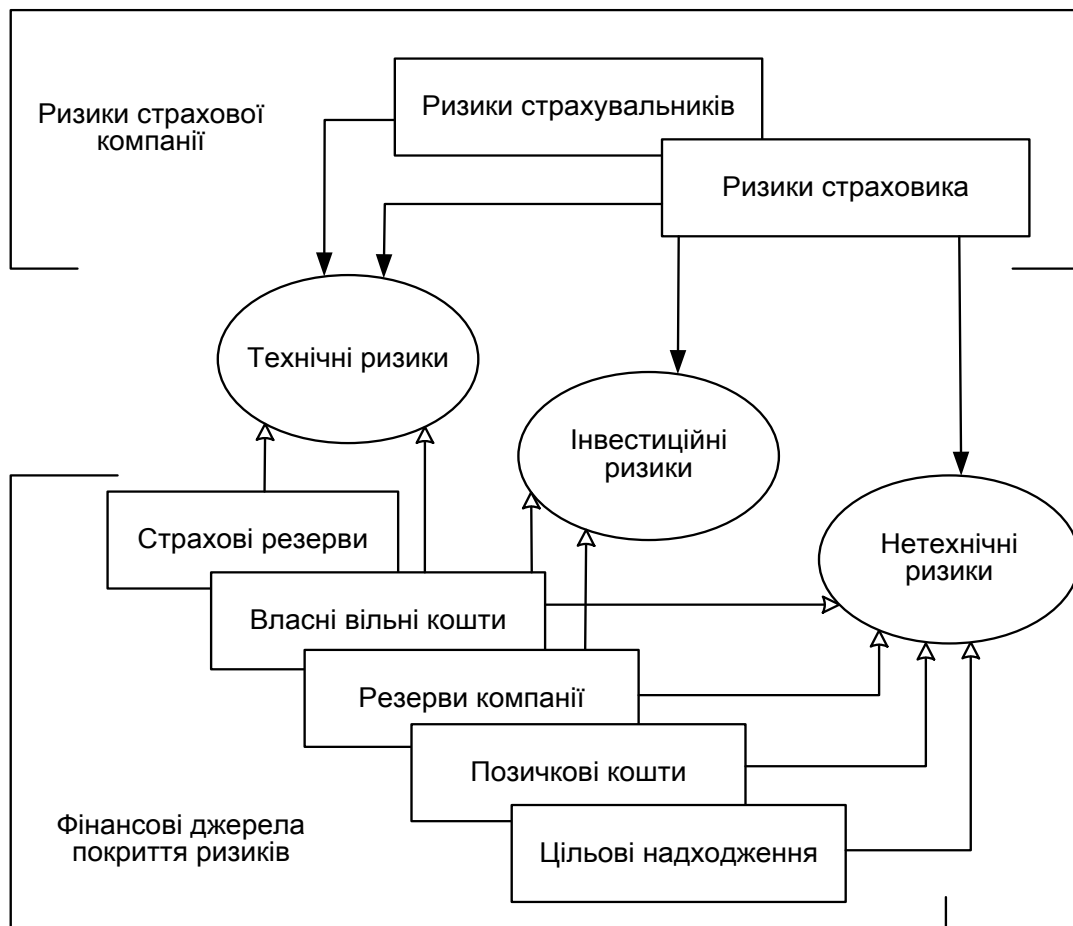 Ризики страхової
компанії
Ризики страхувальників
Ризики страховика
Технічні ризики
Інвестиційні
ризики
Нетехнічні
ризики
Страхові резерви
Власні вільні кошти
Резерви компанії
Позичкові кошти
Цільові надходження
Фінансові джерела
покриття ризиків